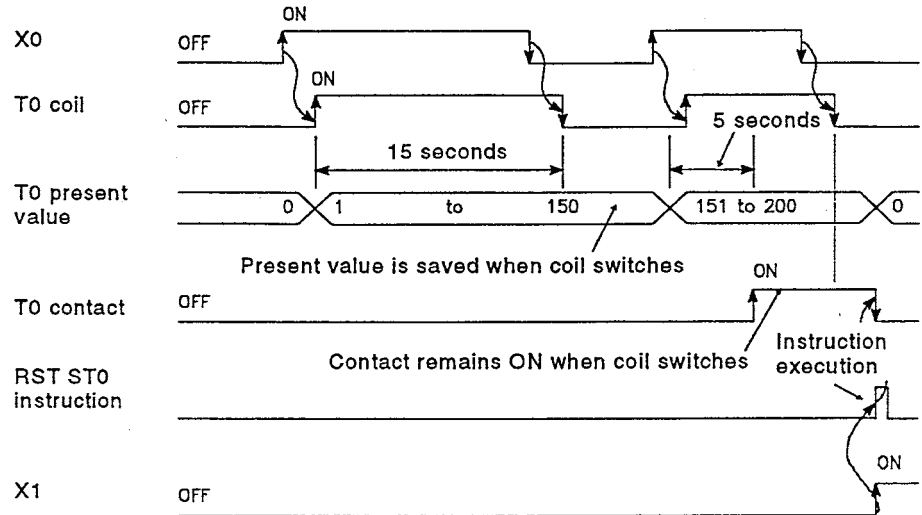 ON
X0
OFF
ON
T0 coil
OFF
5 seconds
15 seconds
T0 present
value
0
1
to
150
151 to 200
0
Present value is saved when coil switches
ON
T0 contact
OFF
Instruction
execution
Contact remains ON when coil switches
RST ST0
instruction
ON
X1
OFF